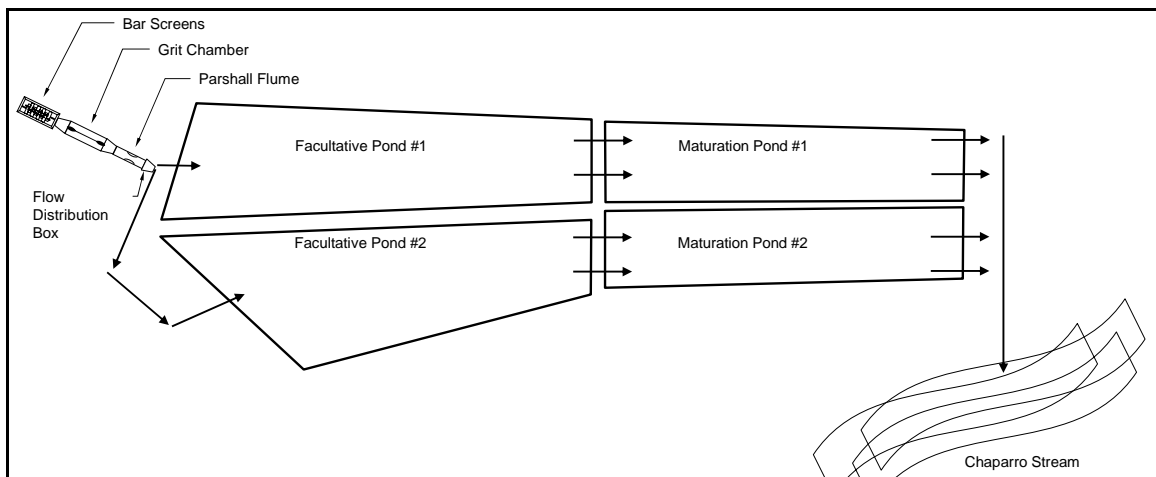 Bar Screens
Grit Chamber
Parshall Flume
Facultative Pond #1
Maturation Pond #1
Flow
Distribution
Box
Facultative Pond #2
Maturation Pond #2
Chaparro Stream